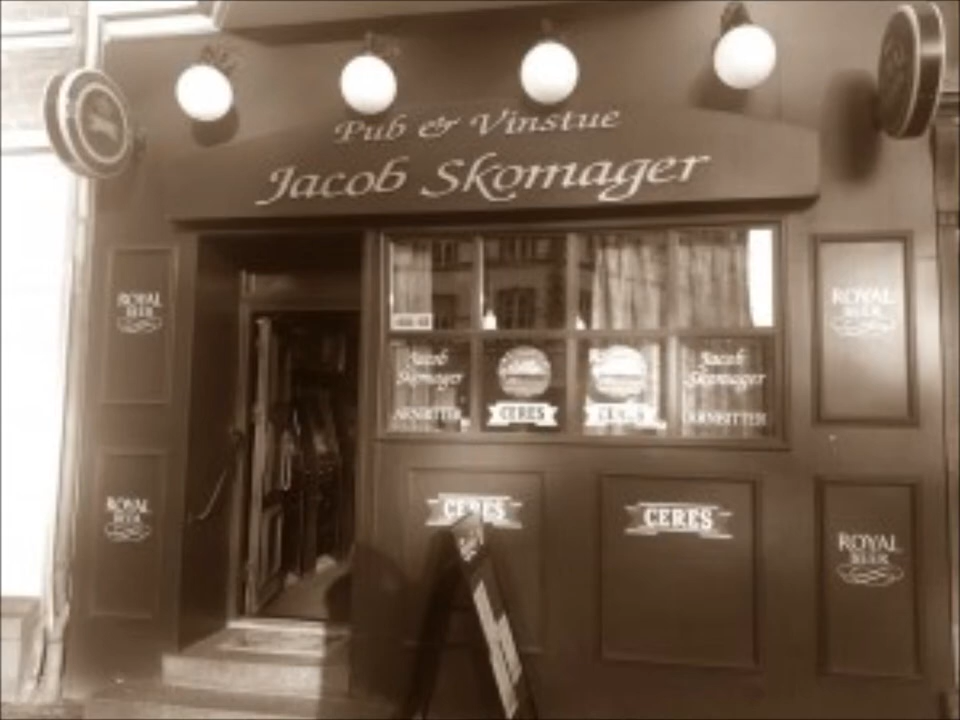 Pub & Vinstue
Jacob Skomager
ROYAL
BEER
ROYAL
BEER
Jacob
Skomager
CERES
CERES
Jacob
Skomager
ROYAL
BEER
CERES
CERES
ROYAL
BEER